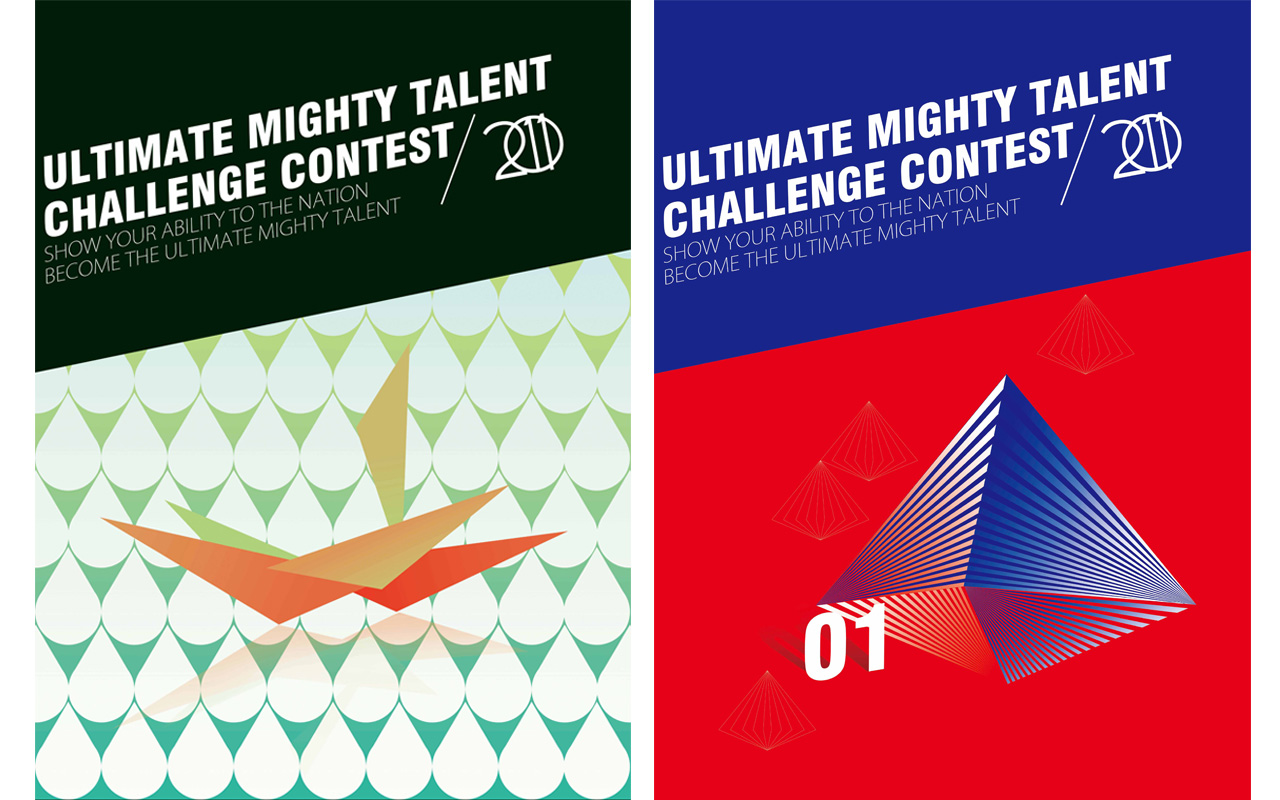 ULTIMATE MIGHTY TALENT
CHALLENGE CONTEST / 2011
SHOW YOUR ABILITY TO THE NATION
BECOME THE ULTIMATE MIGHTY TALENT
ULTIMATE MIGHTY TALENT
CHALLENGE CONTEST / 2011
SHOW YOUR ABILITY TO THE NATION
BECOME THE ULTIMATE MIGHTY TALENT
01